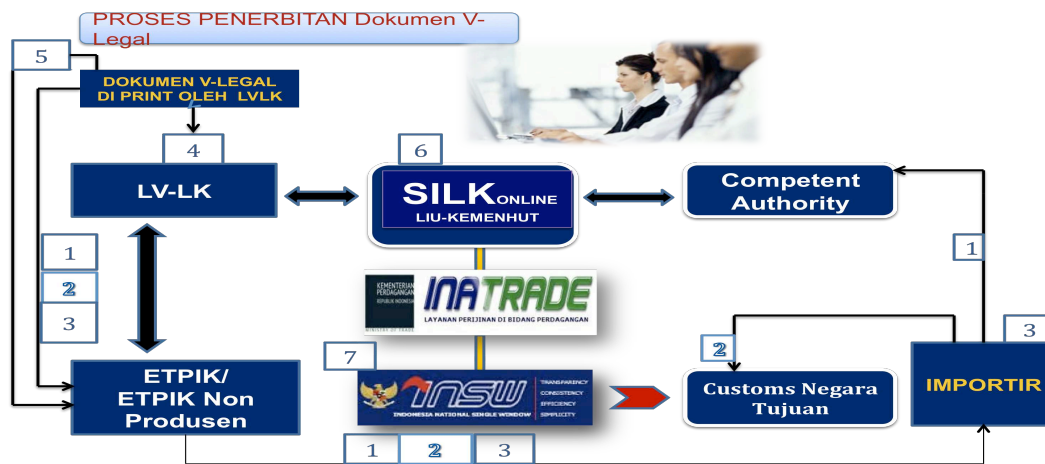 PROSES PENERBITAN Dokumen V-
Legal
5
DOKUMEN V-LEGAL
DI PRINT OLEH LVLK
4
LV-LK
6
SILK ONLINE
LIU-KEMENHUT
Competent
Authority
1
2
3
1
KEMENTERIAN
PERDAGANGAN
REPUBLIK INDONESIA
MINISTRY OF TRADE
INATRADE
LAYANAN PERIJINAN DI BIDANG PERDAGANGAN
7
INSW
INDONESIA NATIONAL SINGLE WINDOW
TRANSPARENCY
CONSISTENCY
EFFICIENCY
SIMPLICITY
2
3
ETPIK/
ETPIK Non
Produsen
Customs Negara
Tujuan
IMPORTIR
1
2
3